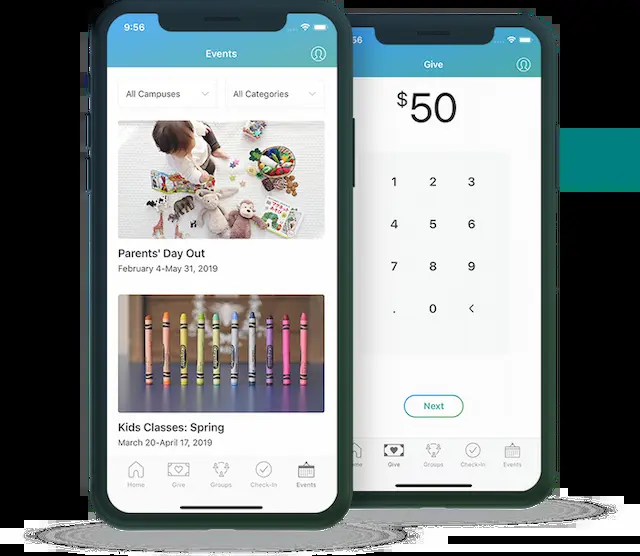 9:56
Events
All Campuses
All Categories
Parents' Day Out
February 4-May 31, 2019
Kids Classes: Spring
March 20-April 17, 2019
Home
Give
Groups
Check-In
Events
56
Give
$50
1 2 3
4 5 6
7 8 9
. 0
Next
me
Give
Groups
Check-In
Events